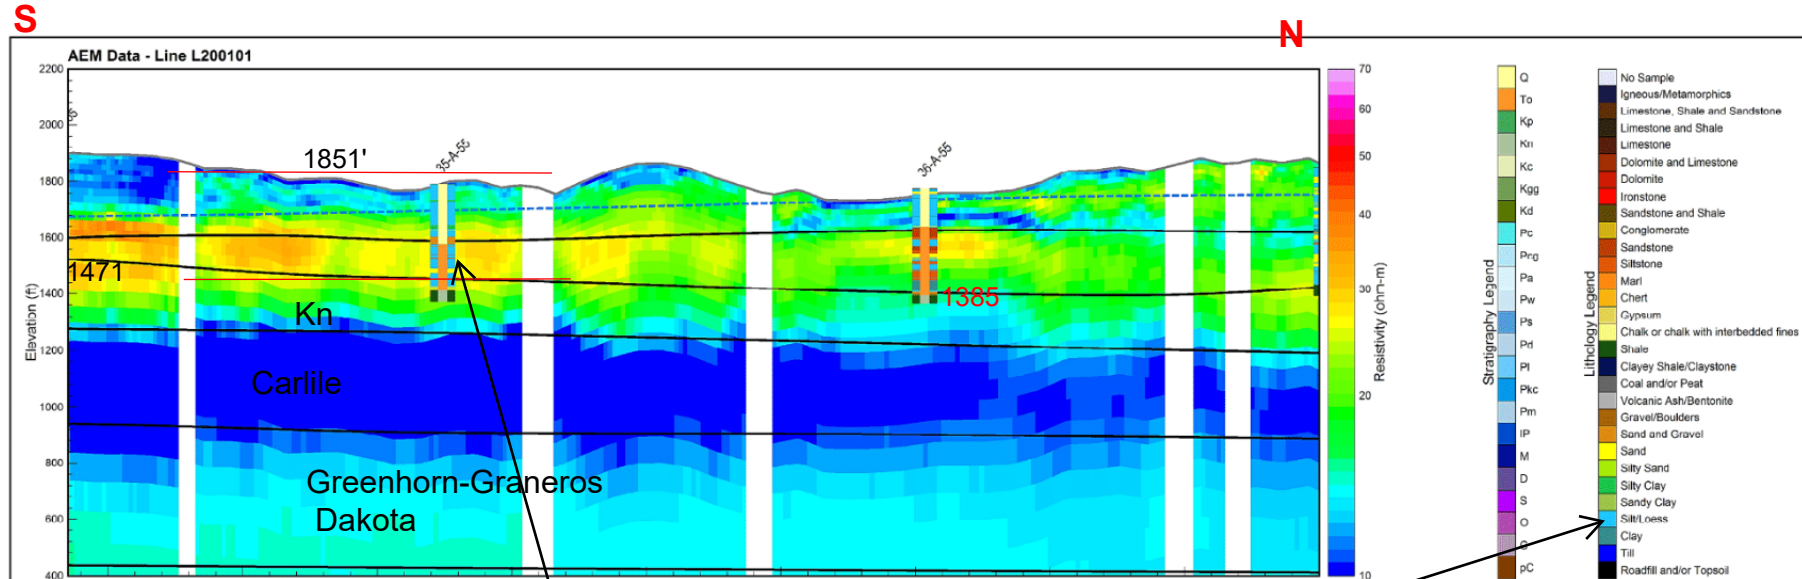 S
N
AEM Data - Line L200101
2200
2000
1800
1600
1400
1200
1000
800
600
400
Elevation (ft)
1851'
35-A-55
36-A-55
1471
1385
Kn
Carlile
Greenhorn-Graneros
Dakota
70
60
50
40
30
20
10
Resistivity (ohm-m)
Stratigraphy Legend
Q
To
Kp
Kn
Kc
Kgg
Kd
Pc
Png
Pa
Pw
Ps
Pd
Pl
Pkc
Pm
IP
M
D
S
O
pC
Lithology Legend
No Sample
Igneous/Metamorphics
Limestone, Shale and Sandstone
Limestone and Shale
Limestone
Dolomite and Limestone
Dolomite
Ironstone
Sandstone and Shale
Conglomerate
Sandstone
Siltstone
Marl
Chert
Gypsum
Chalk or chalk with interbedded fines
Shale
Clayey Shale/Claystone
Coal and/or Peat
Volcanic Ash/Bentonite
Gravel/Boulders
Sand and Gravel
Sand
Silty Sand
Silty Clay
Sandy Clay
Silt/Loess
Clay
Till
Roadfill and/or Topsoil